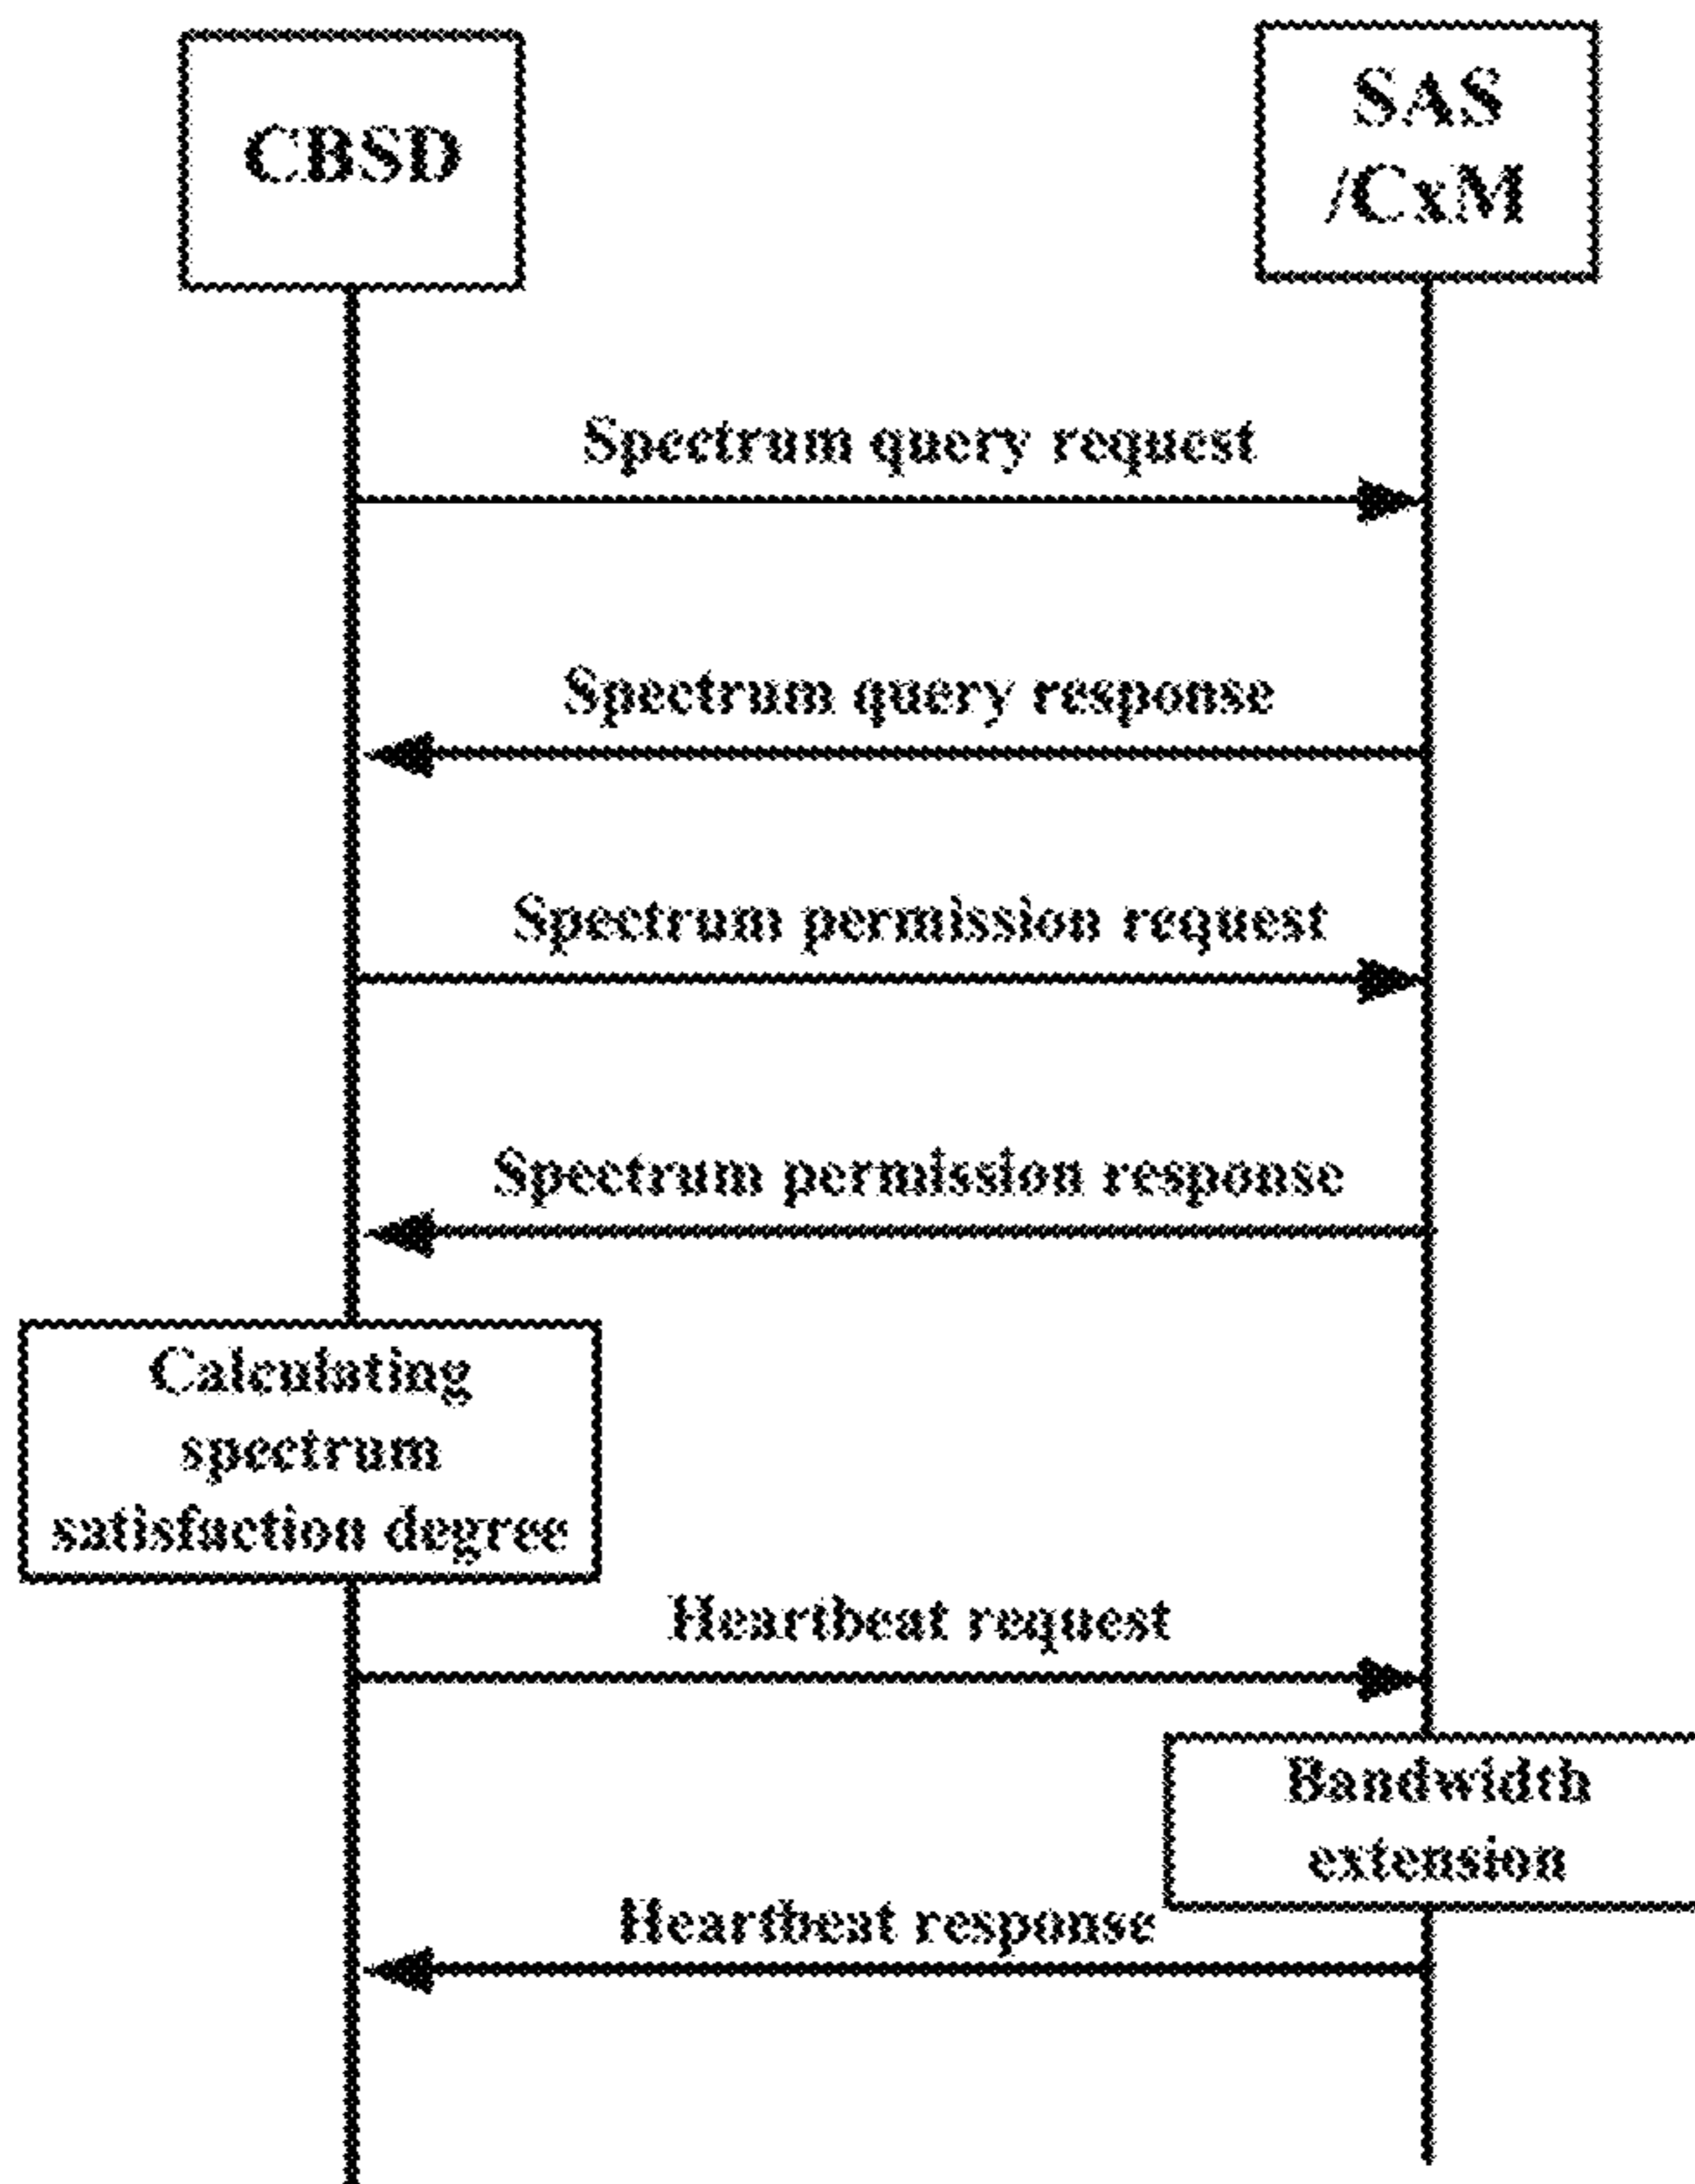 CBSD
SAS
/CxM
Spectrum query request
Spectrum query response
Spectrum permission request
Spectrum permission response
Calculating
spectrum
satisfaction degree
Heartbeat request
Bandwidth
extension
Heartbeat response